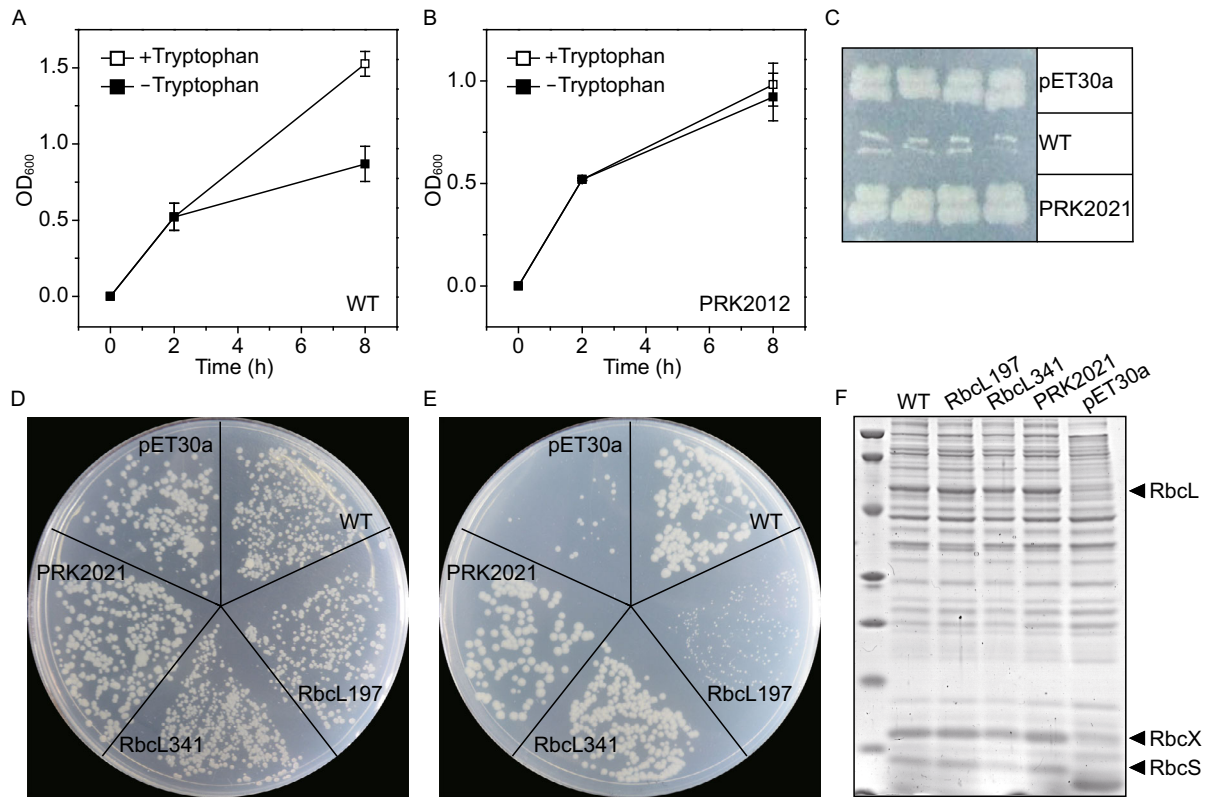 A
1.5
1.0
0.5
0.0
OD600
+Tryptophan
−Tryptophan
WT
0 2 4 6 8
Time (h)
B
1.0
0.5
0.0
OD600
+Tryptophan
−Tryptophan
PRK2012
0 2 4 6 8
Time (h)
C
pET30a
WT
PRK2021
D
pET30a
WT
PRK2021
RbcL197
RbcL341
E
pET30a
WT
PRK2021
RbcL197
RbcL341
F
WT RbcL197 RbcL341 PRK2021 pET30a
RbcL
RbcX
RbcS